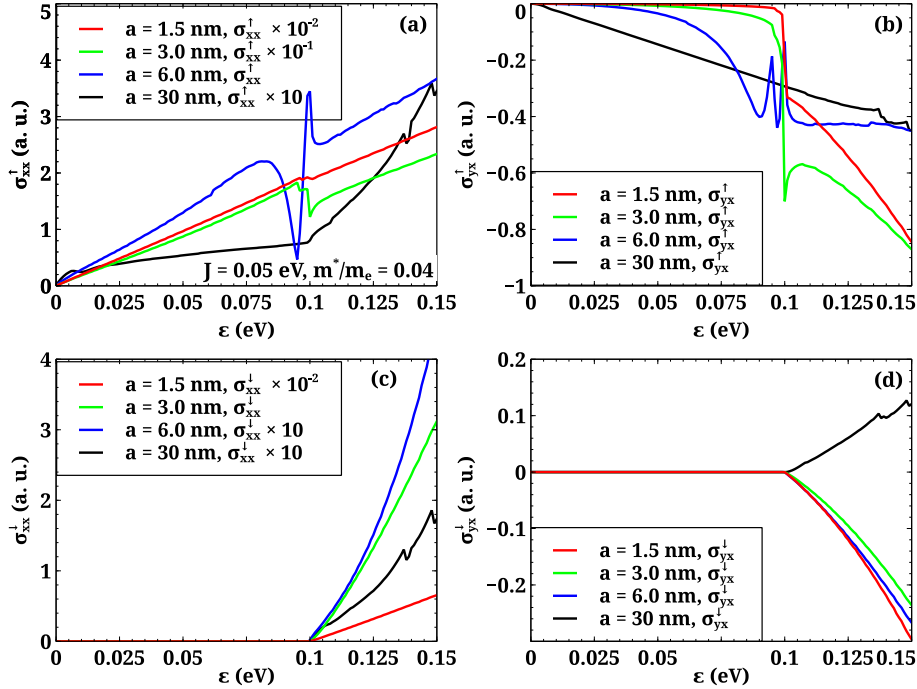 (a)
a = 1.5 nm, σ↑xx × 10-2
a = 3.0 nm, σ↑xx × 10-1
a = 6.0 nm, σ↑xx
a = 30 nm, σ↑xx × 10
J = 0.05 eV, m*/me = 0.04
σ↑xx (a. u.)
5
4
3
2
1
0
0 0.025 0.05 0.075 0.1 0.125 0.15
ε (eV)
(b)
a = 1.5 nm, σ↑yx
a = 3.0 nm, σ↑yx
a = 6.0 nm, σ↑yx
a = 30 nm, σ↑yx
σ↑yx (a. u.)
0
−0.2
−0.4
−0.6
−0.8
−1
0 0.025 0.05 0.075 0.1 0.125 0.15
ε (eV)
(c)
a = 1.5 nm, σ↓xx × 10-2
a = 3.0 nm, σ↓xx
a = 6.0 nm, σ↓xx × 10
a = 30 nm, σ↓xx × 10
σ↓xx (a. u.)
4
3
2
1
0
0 0.025 0.05 0.075 0.1 0.125 0.15
ε (eV)
(d)
a = 1.5 nm, σ↓yx
a = 3.0 nm, σ↓yx
a = 6.0 nm, σ↓yx
a = 30 nm, σ↓yx
σ↓yx (a. u.)
0.2
0.1
0
−0.1
−0.2
0 0.025 0.05 0.075 0.1 0.125 0.15
ε (eV)